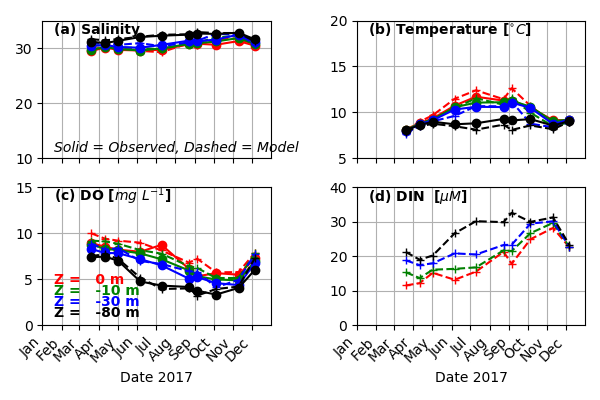 (a) Salinity
30
20
10
Solid = Observed, Dashed = Model
(b) Temperature [°C]
20
15
10
5
(c) DO [mg L⁻¹]
15
10
5
0
Z = 0 m
Z = -10 m
Z = -30 m
Z = -80 m
Jan Feb Mar Apr May Jun Jul Aug Sep Oct Nov Dec
Date 2017
(d) DIN [μM]
40
30
20
10
0
Jan Feb Mar Apr May Jun Jul Aug Sep Oct Nov Dec
Date 2017